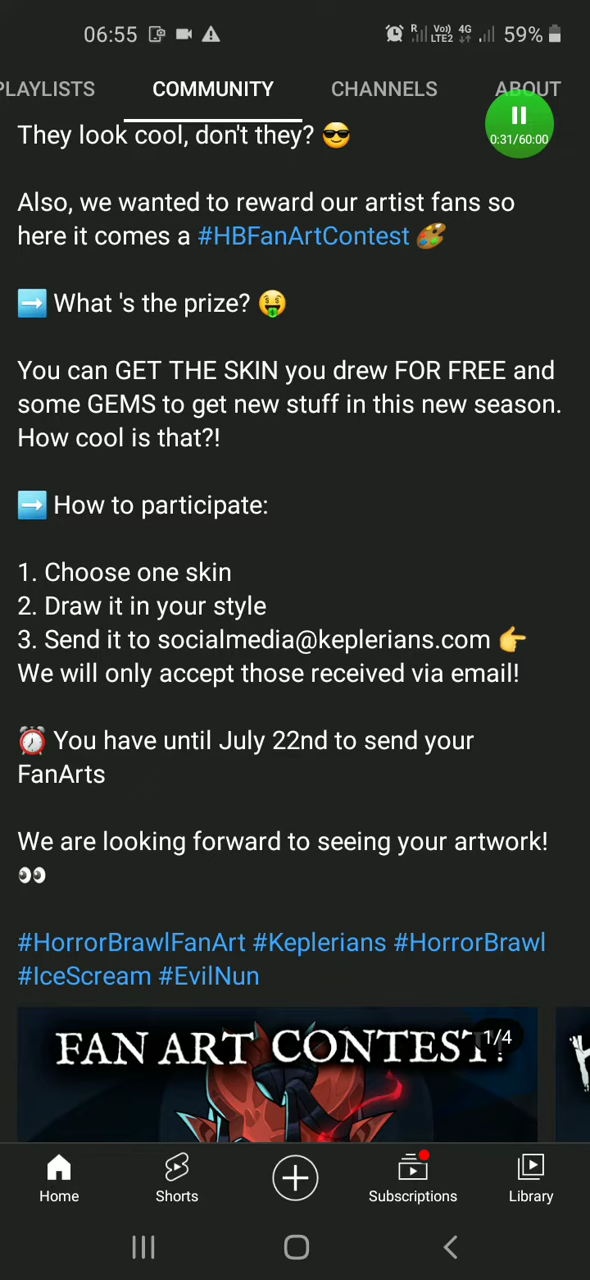 06:55
R Vo) LTE2 4G 59%
PLAYLISTS COMMUNITY CHANNELS ABOUT
0:31/60:00
They look cool, don't they? 😎
Also, we wanted to reward our artist fans so
here it comes a #HBFanArtContest 🎨
➡️ What 's the prize? 🤑
You can GET THE SKIN you drew FOR FREE and
some GEMS to get new stuff in this new season.
How cool is that?!
➡️ How to participate:
1. Choose one skin
2. Draw it in your style
3. Send it to socialmedia@keplerians.com 👉
We will only accept those received via email!
⏰ You have until July 22nd to send your
FanArts
We are looking forward to seeing your artwork!
👀
#HorrorBrawlFanArt #Keplerians #HorrorBrawl
#IceScream #EvilNun
FAN ART CONTEST!
1/4
Home Shorts Subscriptions Library